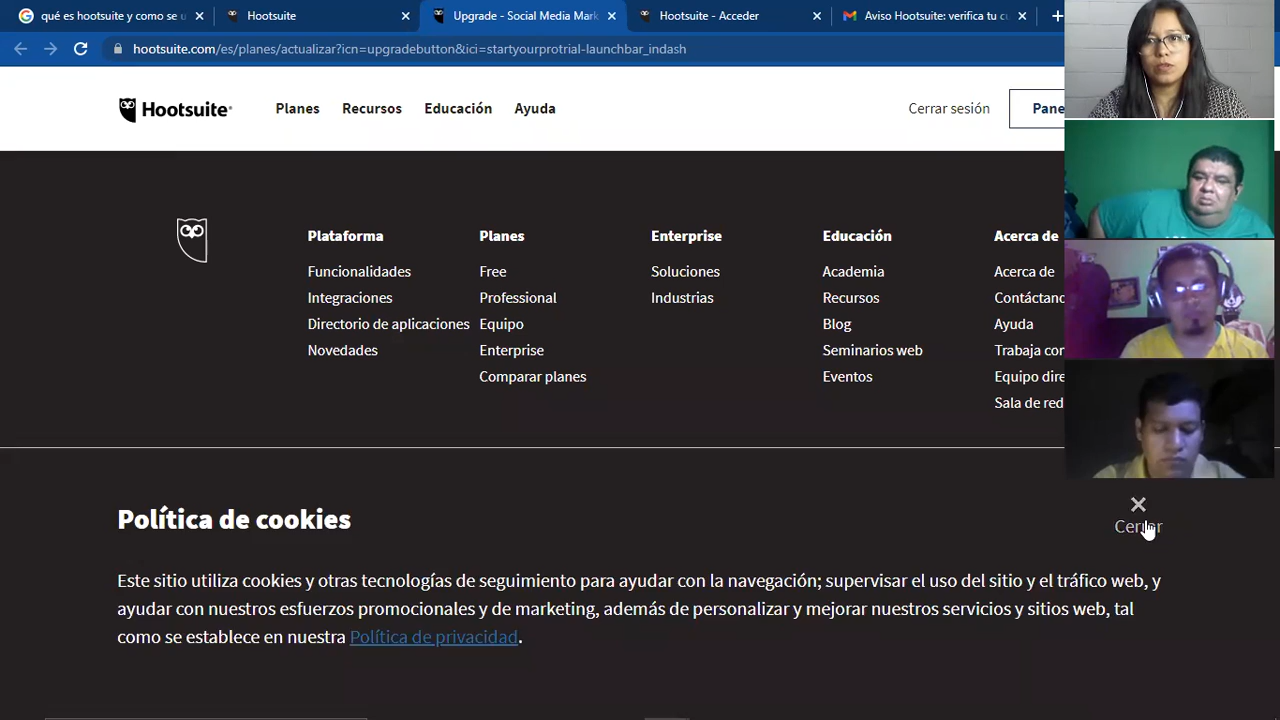 qué es hootsuite y como se u
Hootsuite
Upgrade - Social Media Mark
Hootsuite - Acceder
Aviso Hootsuite: verifica tu cu
hootsuite.com/es/planes/actualizar?icn=upgradebutton&ici=startyourprotrial-launchbar_indash
Hootsuite®
Planes
Recursos
Educación
Ayuda
Cerrar sesión
Pane
Plataforma
Funcionalidades
Integraciones
Directorio de aplicaciones
Novedades
Planes
Free
Professional
Equipo
Enterprise
Comparar planes
Enterprise
Soluciones
Industrias
Educación
Academia
Recursos
Blog
Seminarios web
Eventos
Acerca de
Acerca de
Contáctano
Ayuda
Trabaja con
Equipo dire
Sala de red
Política de cookies
Cerrar
Este sitio utiliza cookies y otras tecnologías de seguimiento para ayudar con la navegación; supervisar el uso del sitio y el tráfico web, y
ayudar con nuestros esfuerzos promocionales y de marketing, además de personalizar y mejorar nuestros servicios y sitios web, tal
como se establece en nuestra Política de privacidad.